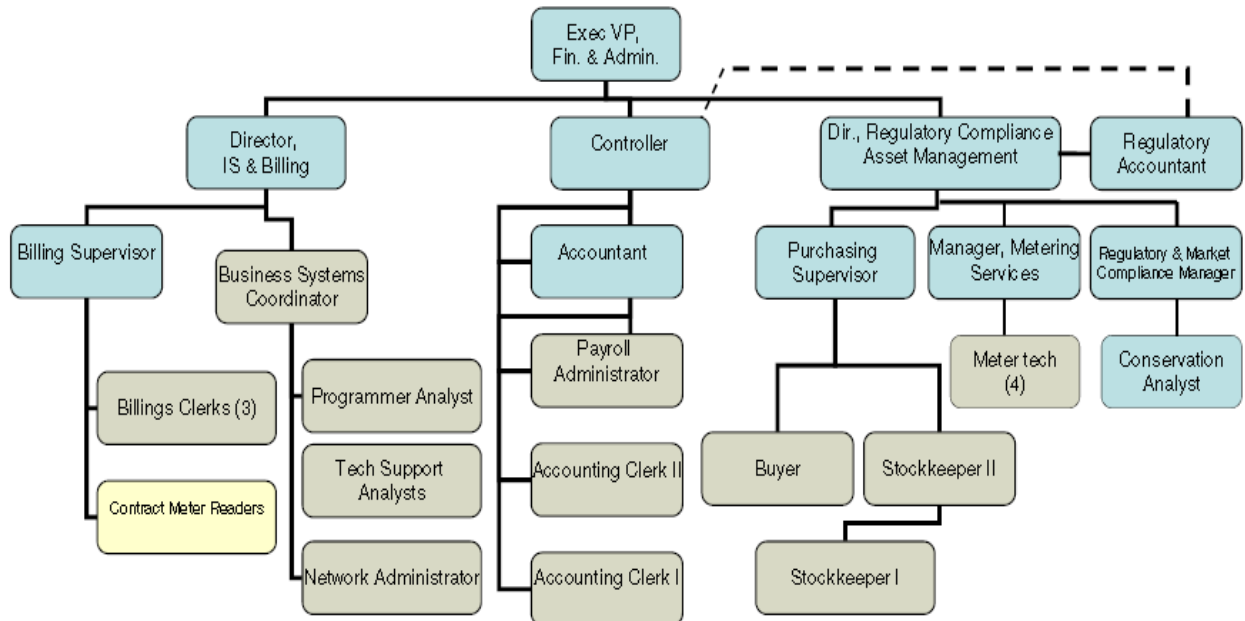 Exec VP,
Fin. & Admin.
Director,
IS & Billing
Controller
Dir., Regulatory Compliance
Asset Management
Regulatory
Accountant
Billing Supervisor
Business Systems
Coordinator
Accountant
Purchasing
Supervisor
Manager, Metering
Services
Regulatory & Market
Compliance Manager
Billings Clerks (3)
Programmer Analyst
Payroll
Administrator
Meter tech
(4)
Conservation
Analyst
Contract Meter Readers
Tech Support
Analysts
Accounting Clerk II
Buyer
Stockkeeper II
Network Administrator
Accounting Clerk I
Stockkeeper I